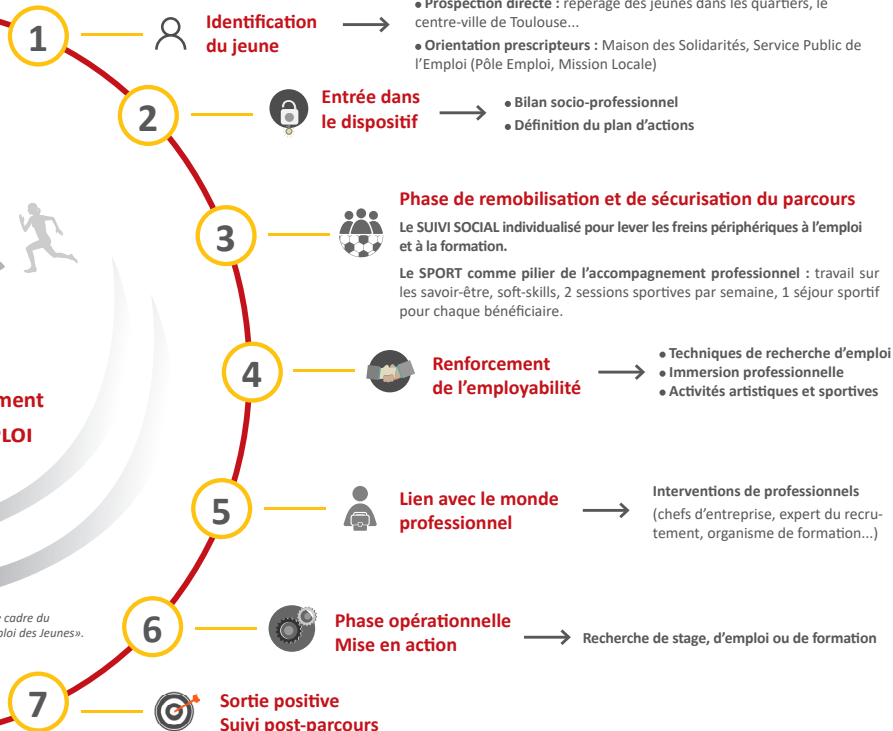 1
Identification
du jeune
• Prospection directe : repérage des jeunes dans les quartiers, le
centre-ville de Toulouse...
• Orientation prescripteurs : Maison des Solidarités, Service Public de
l'Emploi (Pôle Emploi, Mission Locale)
2
Entrée dans
le dispositif
• Bilan socio-professionnel
• Définition du plan d'actions
3
Phase de remobilisation et de sécurisation du parcours
Le SUIVI SOCIAL individualisé pour lever les freins périphériques à l'emploi
et à la formation.
Le SPORT comme pilier de l'accompagnement professionnel : travail sur
les savoir-être, soft-skills, 2 sessions sportives par semaine, 1 séjour sportif
pour chaque bénéficiaire.
4
Renforcement
de l'employabilité
• Techniques de recherche d'emploi
• Immersion professionnelle
• Activités artistiques et sportives
ment
PLOI
5
Lien avec le monde
professionnel
Interventions de professionnels
(chefs d'entreprise, expert du recru-
tement, organisme de formation...)
cadre du
ploi des Jeunes».
6
Phase opérationnelle
Mise en action
Recherche de stage, d'emploi ou de formation
7
Sortie positive
Suivi post-parcours